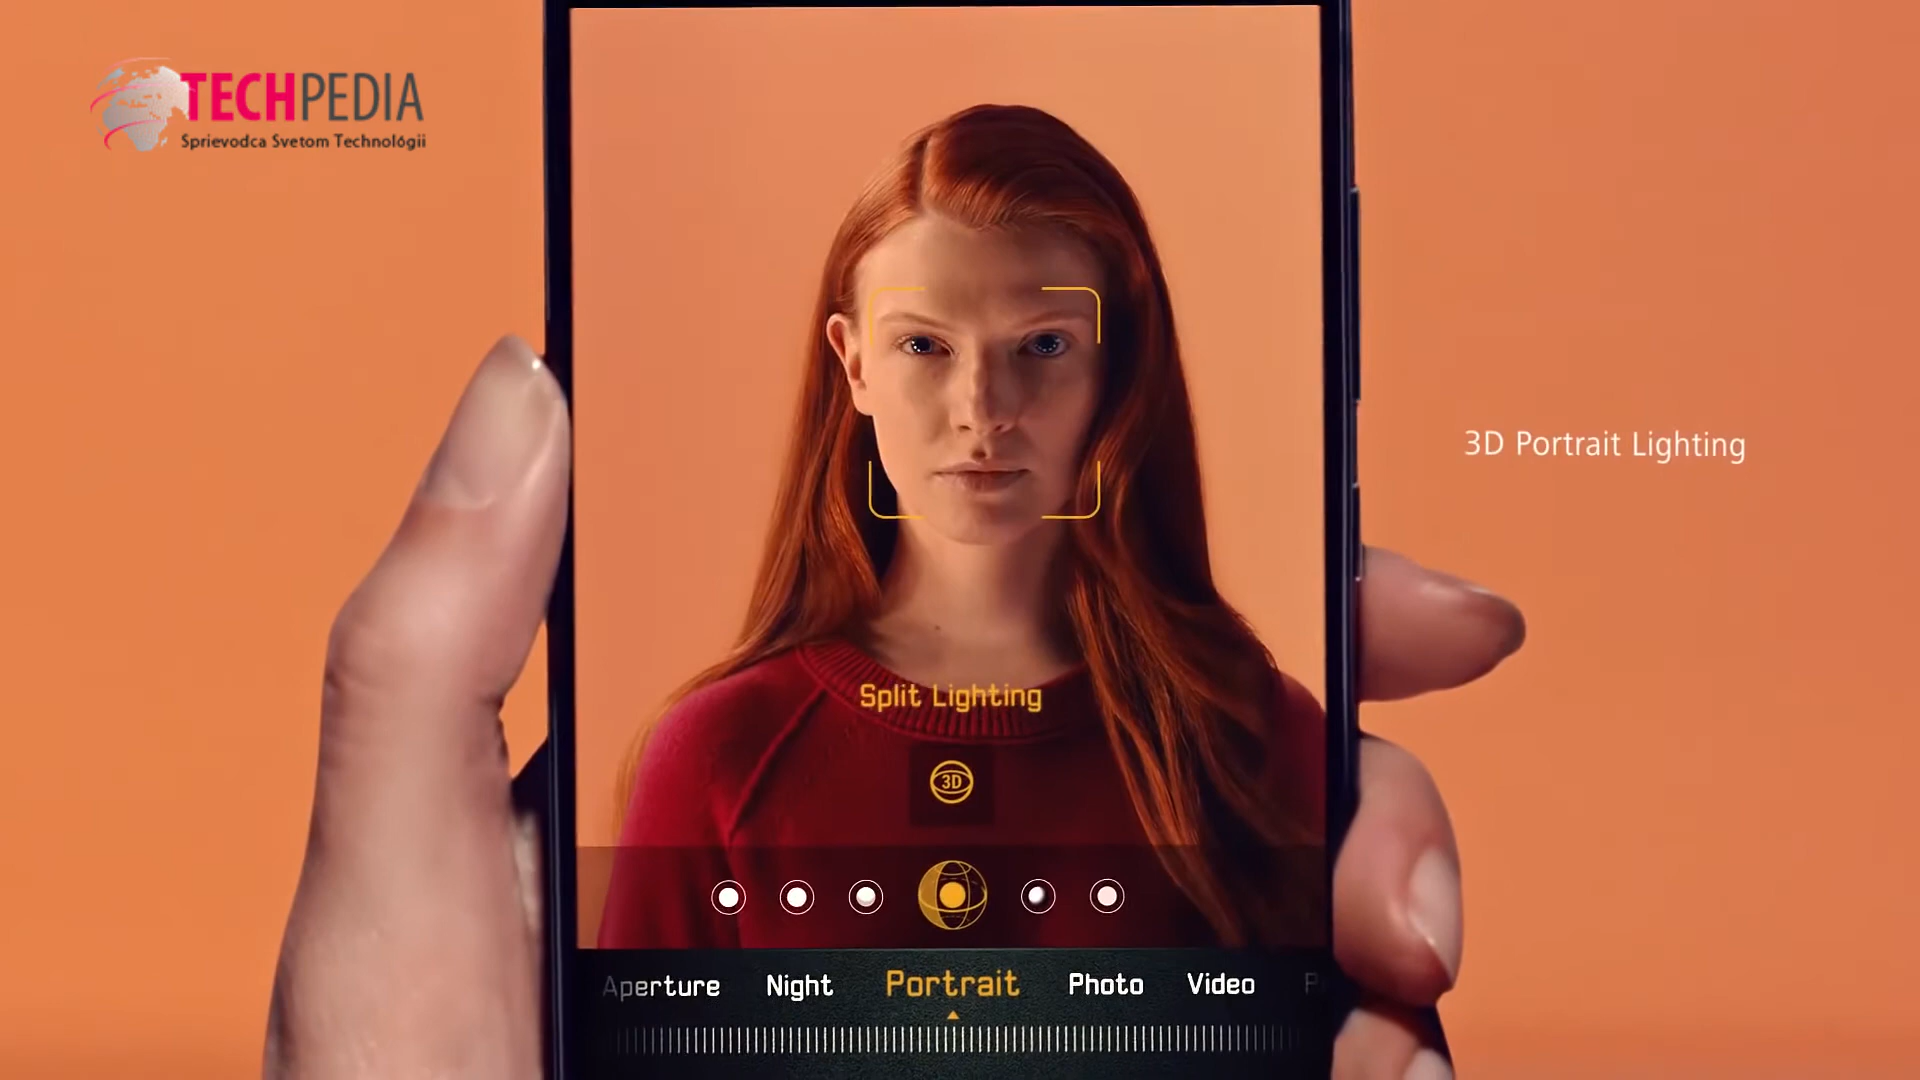 TECHPEDIA
Sprievodca Svetom Technológii
3D Portrait Lighting
Split Lighting
3D
Aperture Night Portrait Photo Video P